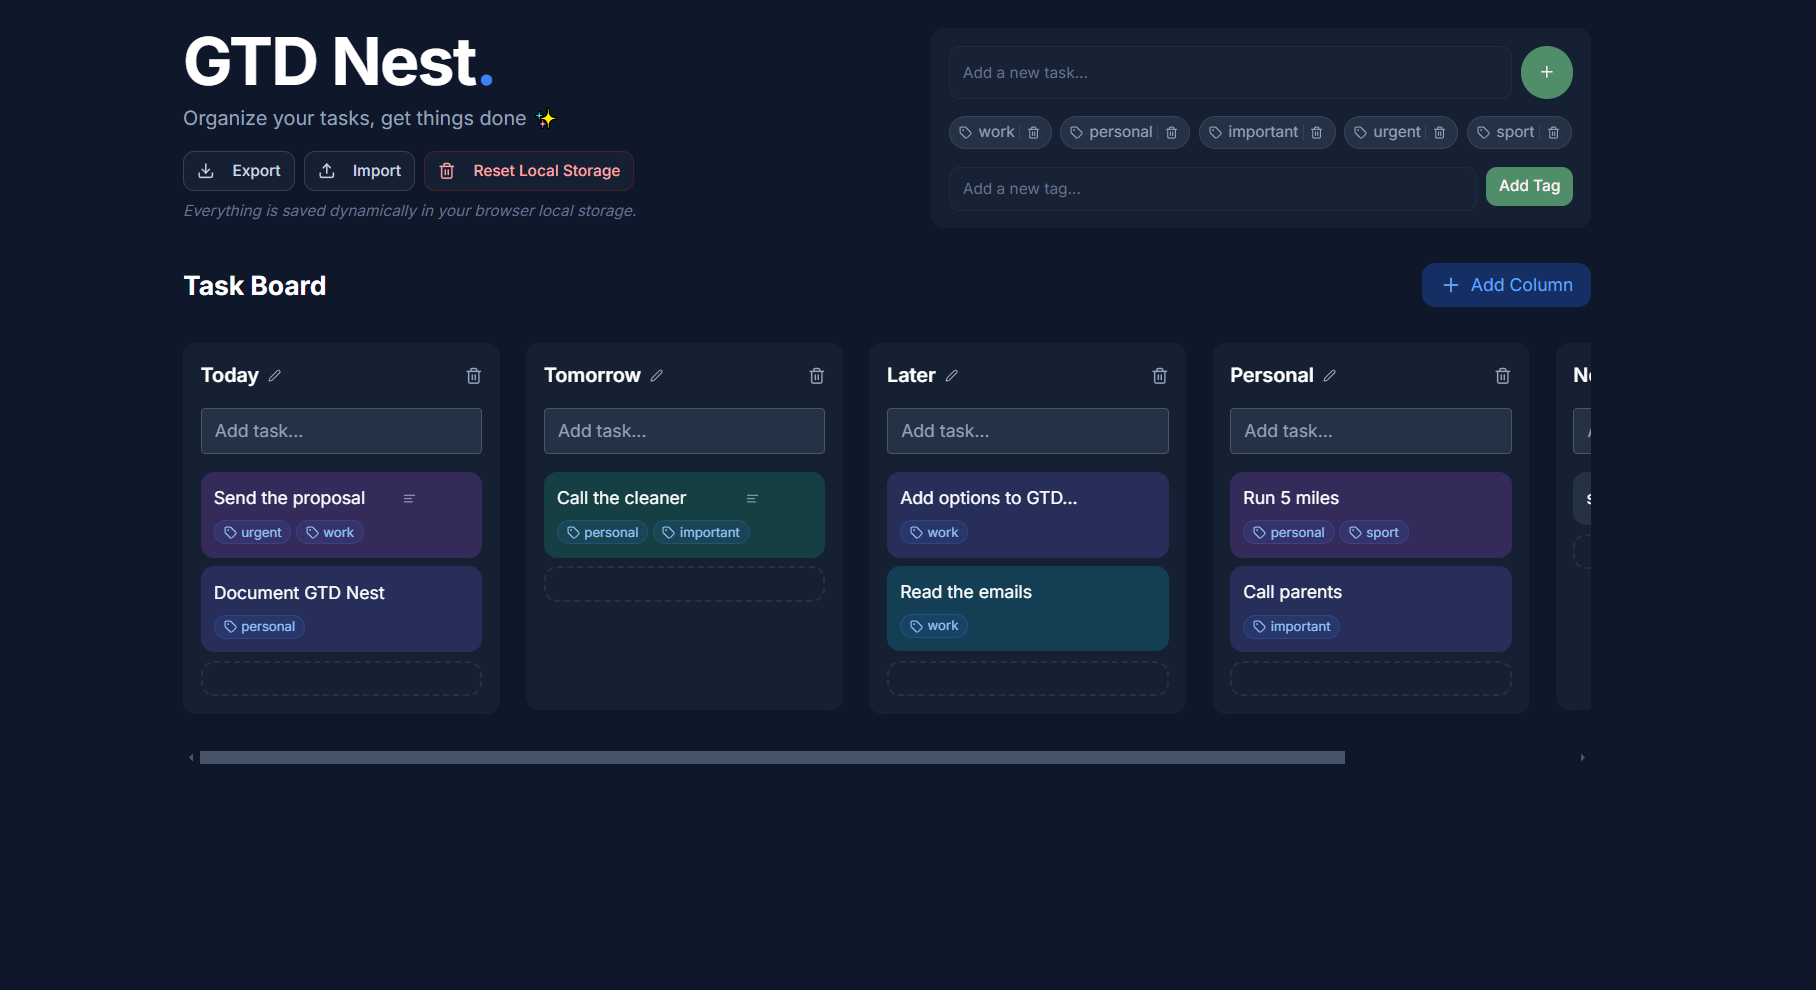 GTD Nest.
Organize your tasks, get things done ✨
Export
Import
Reset Local Storage
Everything is saved dynamically in your browser local storage.
Add a new task...
+
work
personal
important
urgent
sport
Add a new tag...
Add Tag
Task Board
+ Add Column
Today
Add task...
Send the proposal
urgent
work
Document GTD Nest
personal
Tomorrow
Add task...
Call the cleaner
personal
important
Later
Add task...
Add options to GTD...
work
Read the emails
work
Personal
Add task...
Run 5 miles
personal
sport
Call parents
important